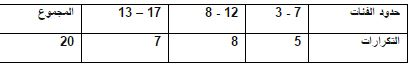 حدود الفئات 7 - 3 12 - 8 17 – 13 المجموع
التكرارات 5 8 7 20